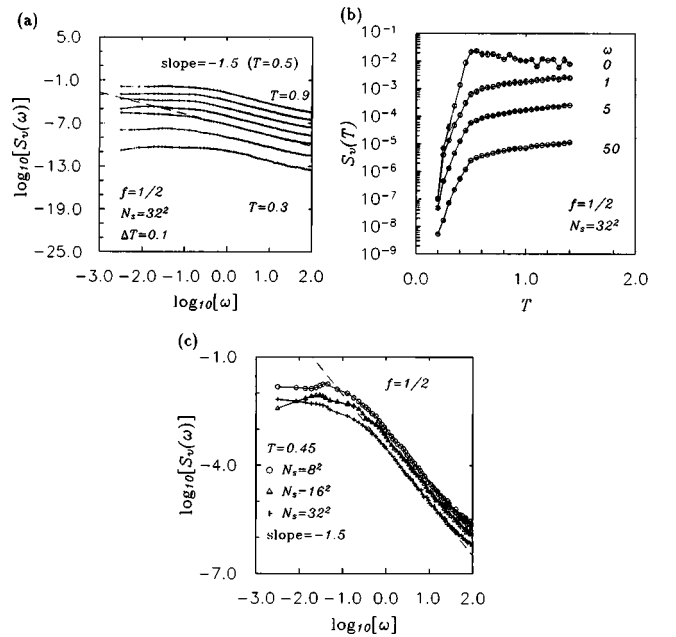 (a)
log10[Sv(ω)]
5.0
-1.0
-7.0
-13.0
-19.0
-25.0
slope=-1.5 (T=0.5)
T=0.9
f=1/2
Ns=32²
T=0.3
ΔT=0.1
-3.0 -2.0 -1.0 0.0 1.0 2.0
log10[ω]
(b)
Sv(T)
10⁻¹
10⁻²
10⁻³
10⁻⁴
10⁻⁵
10⁻⁶
10⁻⁷
10⁻⁸
10⁻⁹
ω
0
1
5
50
f=1/2
Ns=32²
0.0 1.0 2.0
T
(c)
log10[Sv(ω)]
-1.0
-4.0
-7.0
f=1/2
T=0.45
Ns=8²
Ns=16²
Ns=32²
slope=-1.5
-3.0 -2.0 -1.0 0.0 1.0 2.0
log10[ω]